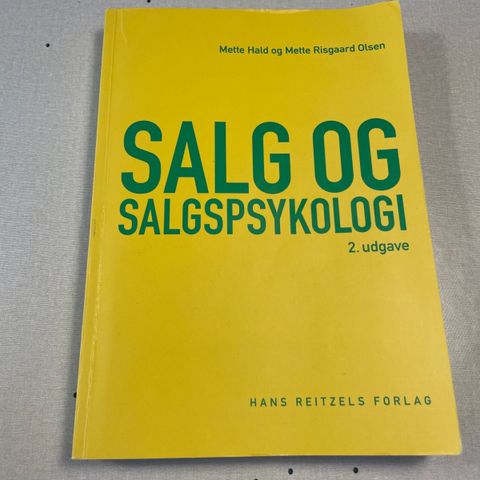 Mette Hald og Mette Risgaard Olsen
SALG OG
SALGSPSYKOLOGI
2. udgave
HANS REITZELS FORLAG